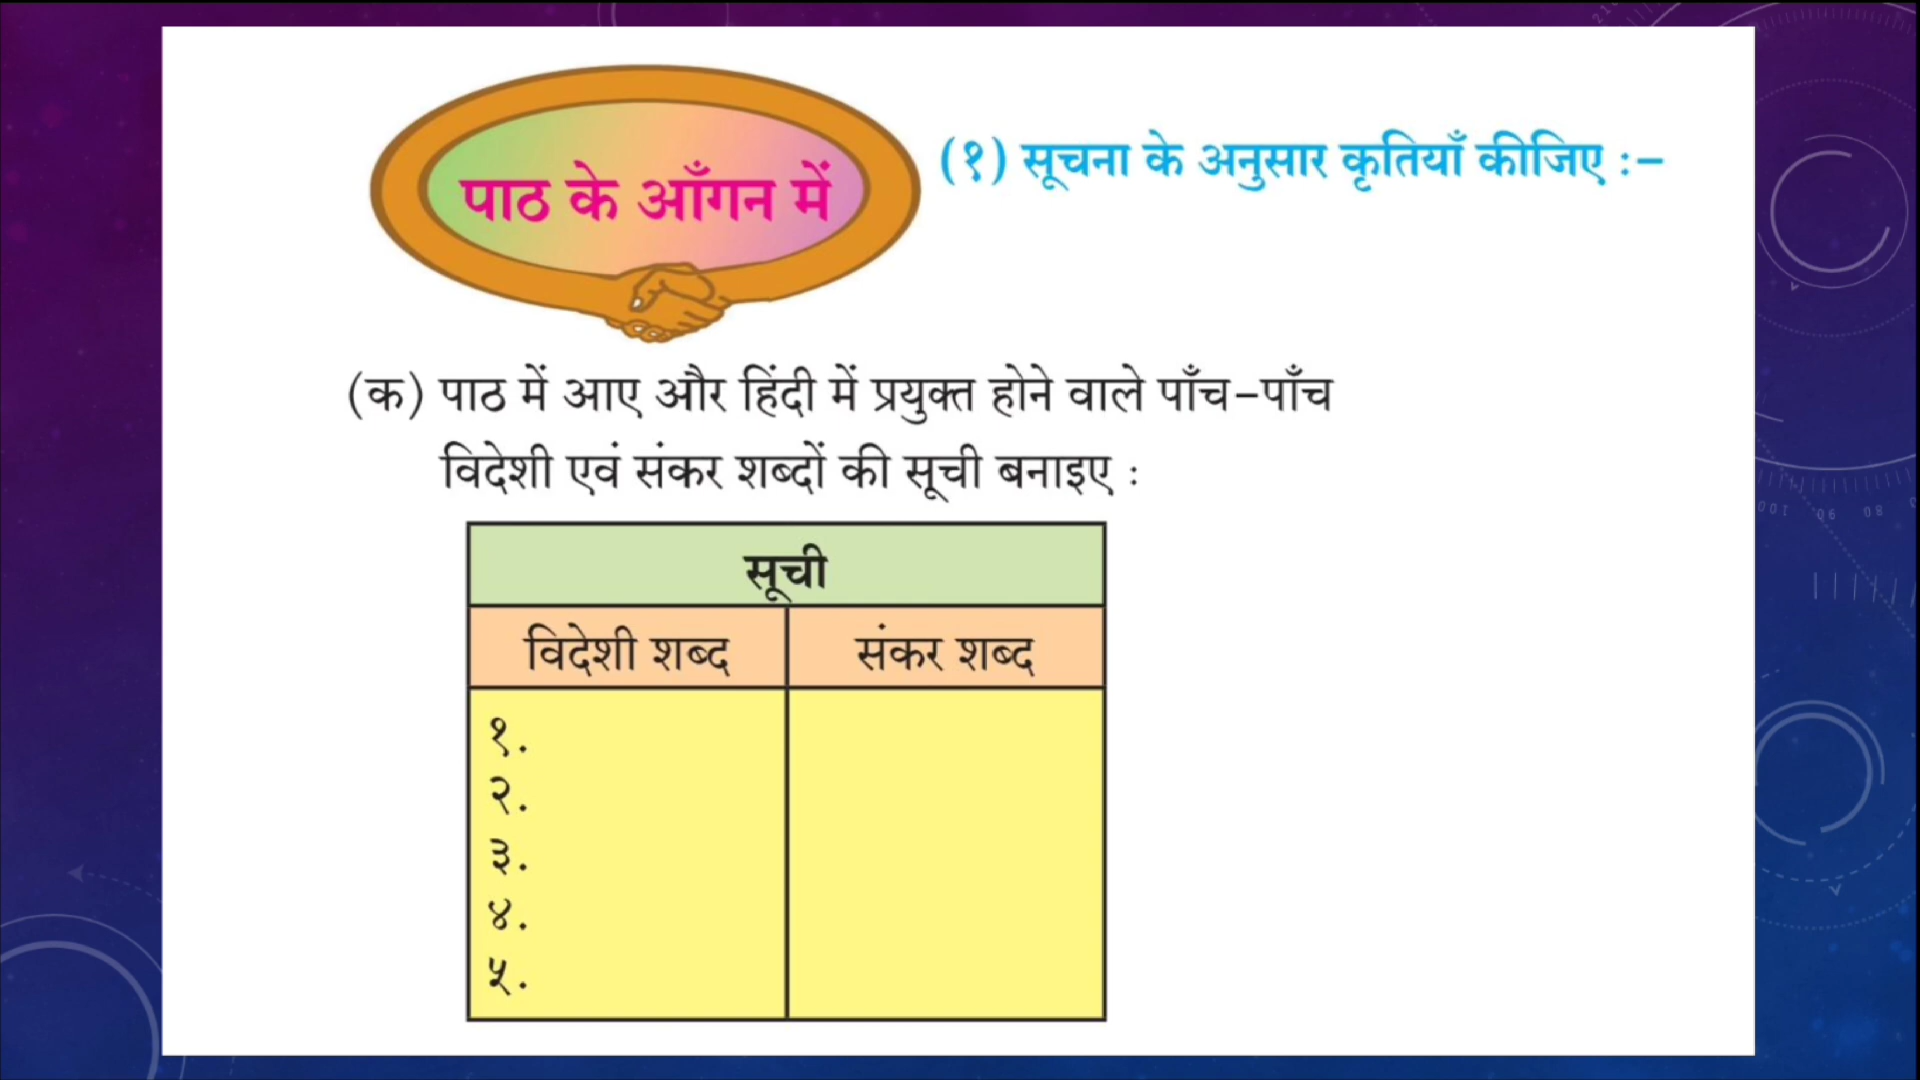 पाठ के आँगन में
(१) सूचना के अनुसार कृतियाँ कीजिए :–
(क) पाठ में आए और हिंदी में प्रयुक्त होने वाले पाँच–पाँच
विदेशी एवं संकर शब्दों की सूची बनाइए :
सूची
विदेशी शब्द
संकर शब्द
१.
२.
३.
४.
५.